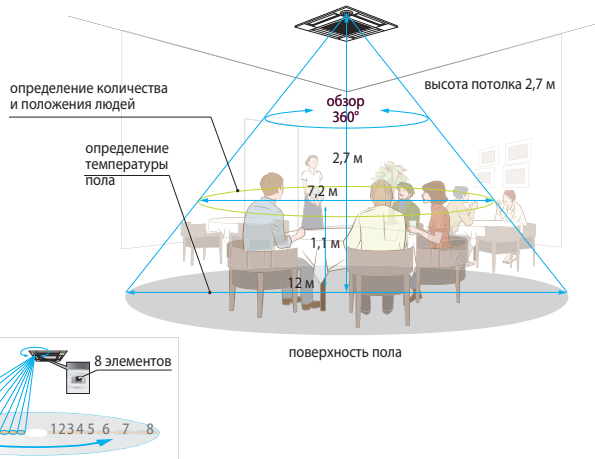 определение количества
и положения людей
высота потолка 2,7 м
обзор
360°
определение
температуры
пола
2,7 м
7,2 м
1,1 м
12 м
поверхность пола
8 элементов
1 2 3 4 5 6 7 8